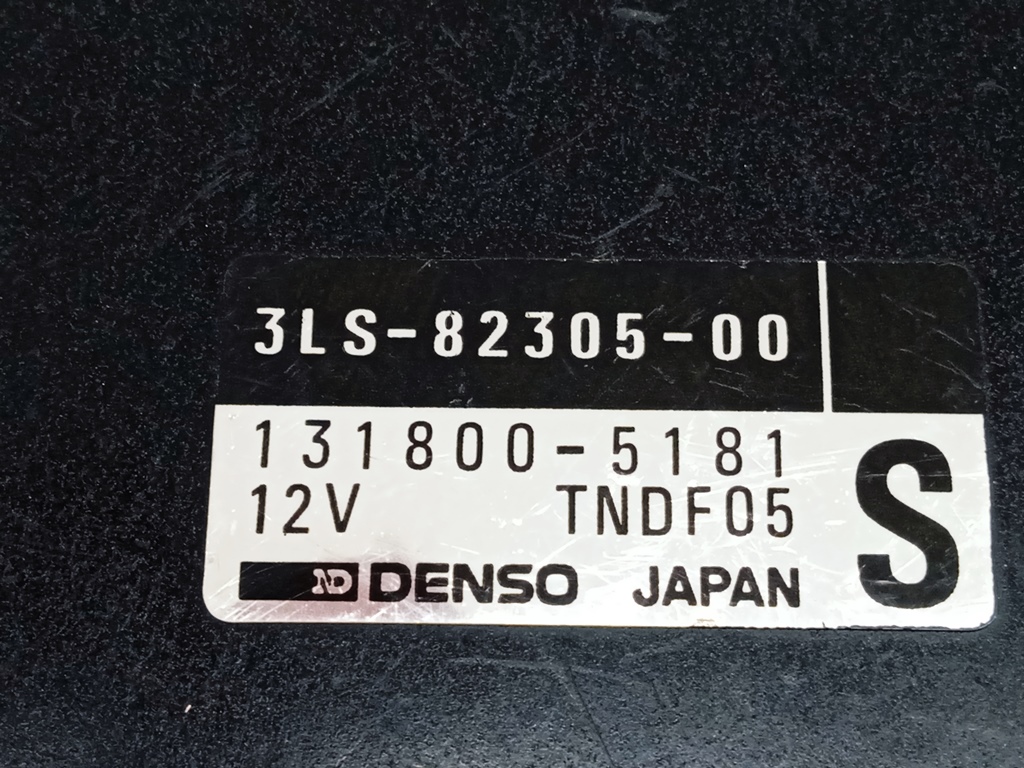 3LS-82305-00
131800-5181
12V TNDF05
S
ND DENSO JAPAN